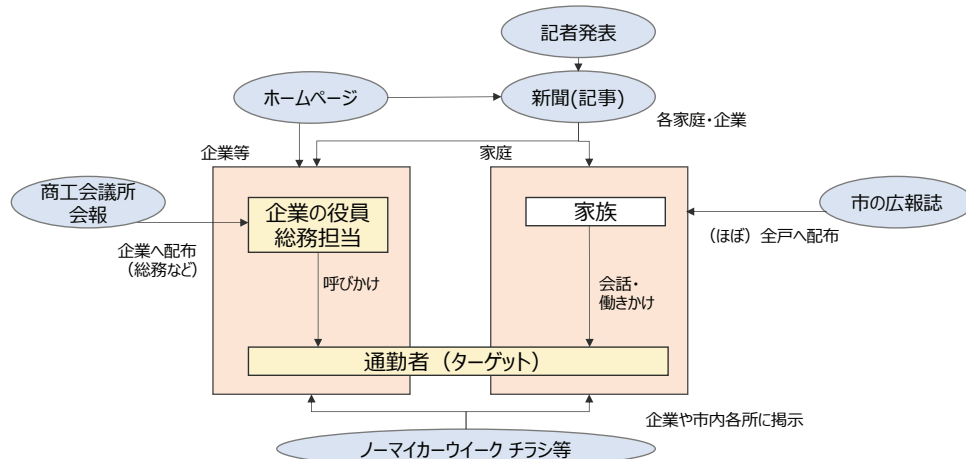 記者発表
ホームページ
新聞(記事)
各家庭・企業
企業等
家庭
商工会議所
会報
企業の役員
総務担当
家族
市の広報誌
企業へ配布
（総務など）
（ほぼ）全戸へ配布
呼びかけ
会話・
働きかけ
通勤者（ターゲット）
企業や市内各所に掲示
ノーマイカーウイーク チラシ等